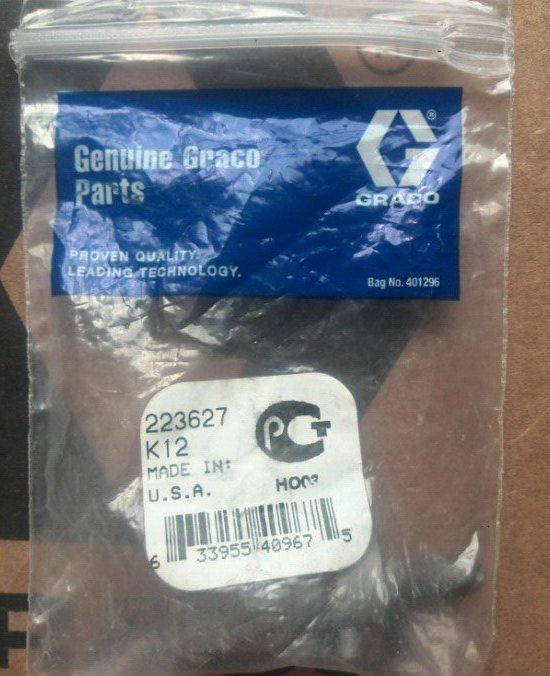 Genuine Graco
Parts
®
GRACO
PROVEN QUALITY.
LEADING TECHNOLOGY.
Bag No. 401296
223627
K12
MADE IN:
U.S.A.
PCT
6 33955 40967 5